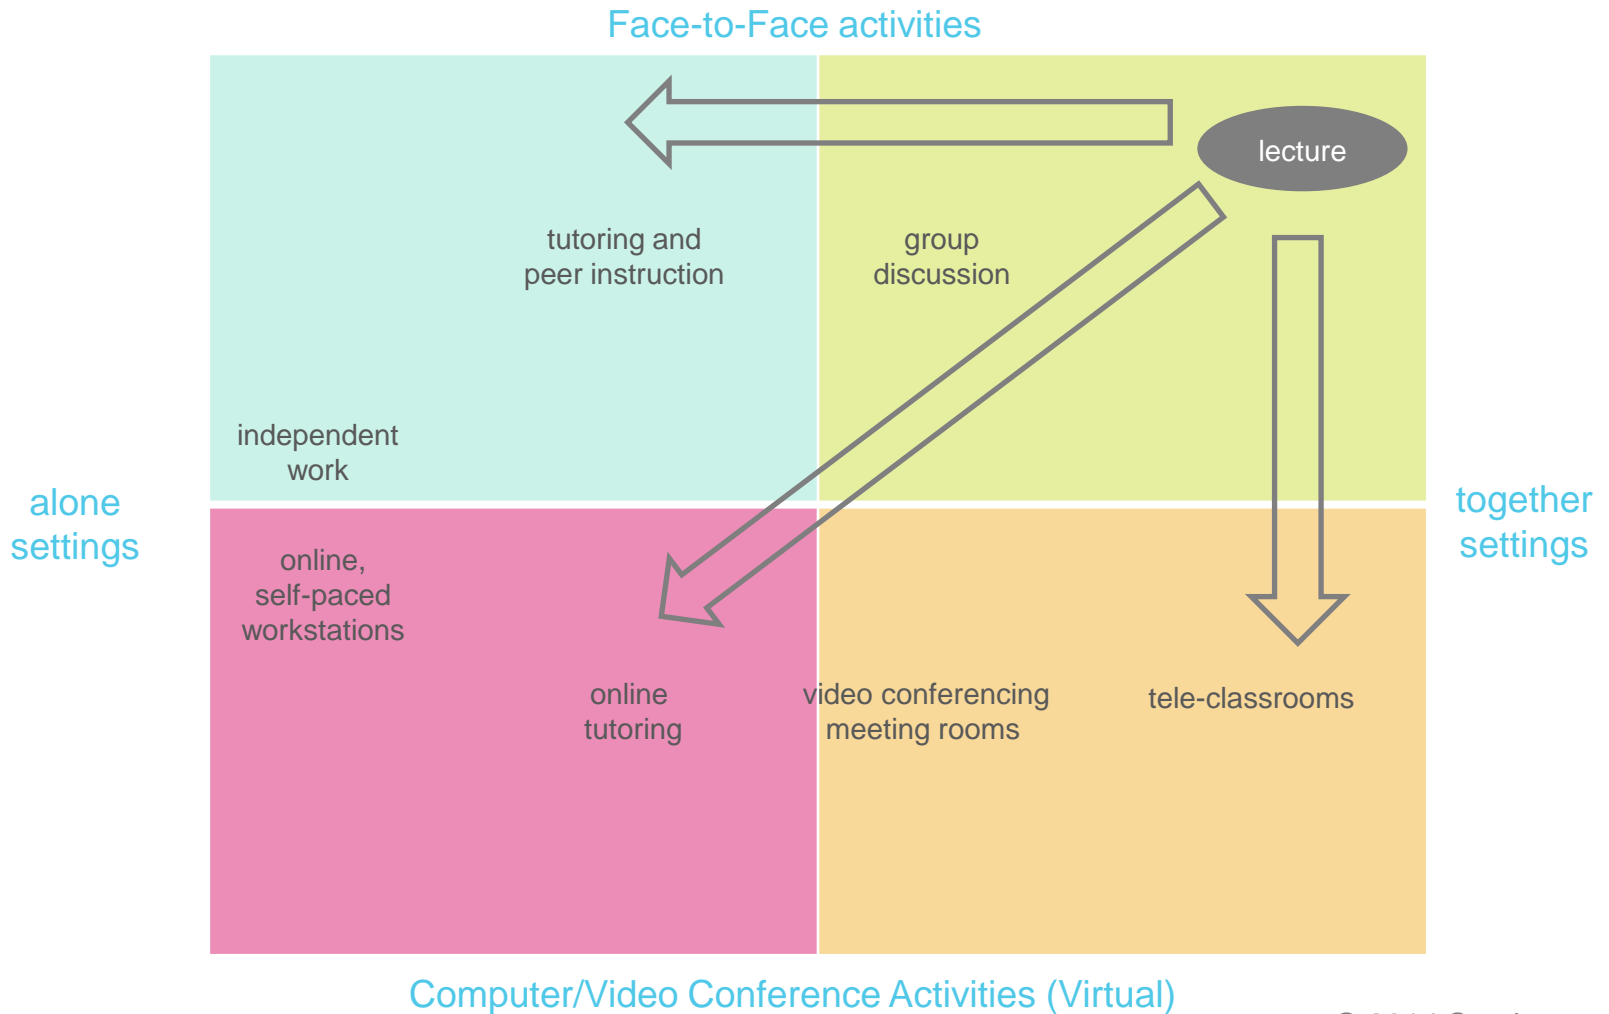 Face-to-Face activities
lecture
tutoring and
peer instruction
group
discussion
independent
work
alone
settings
together
settings
online,
self-paced
workstations
online
tutoring
video conferencing
meeting rooms
tele-classrooms
Computer/Video Conference Activities (Virtual)